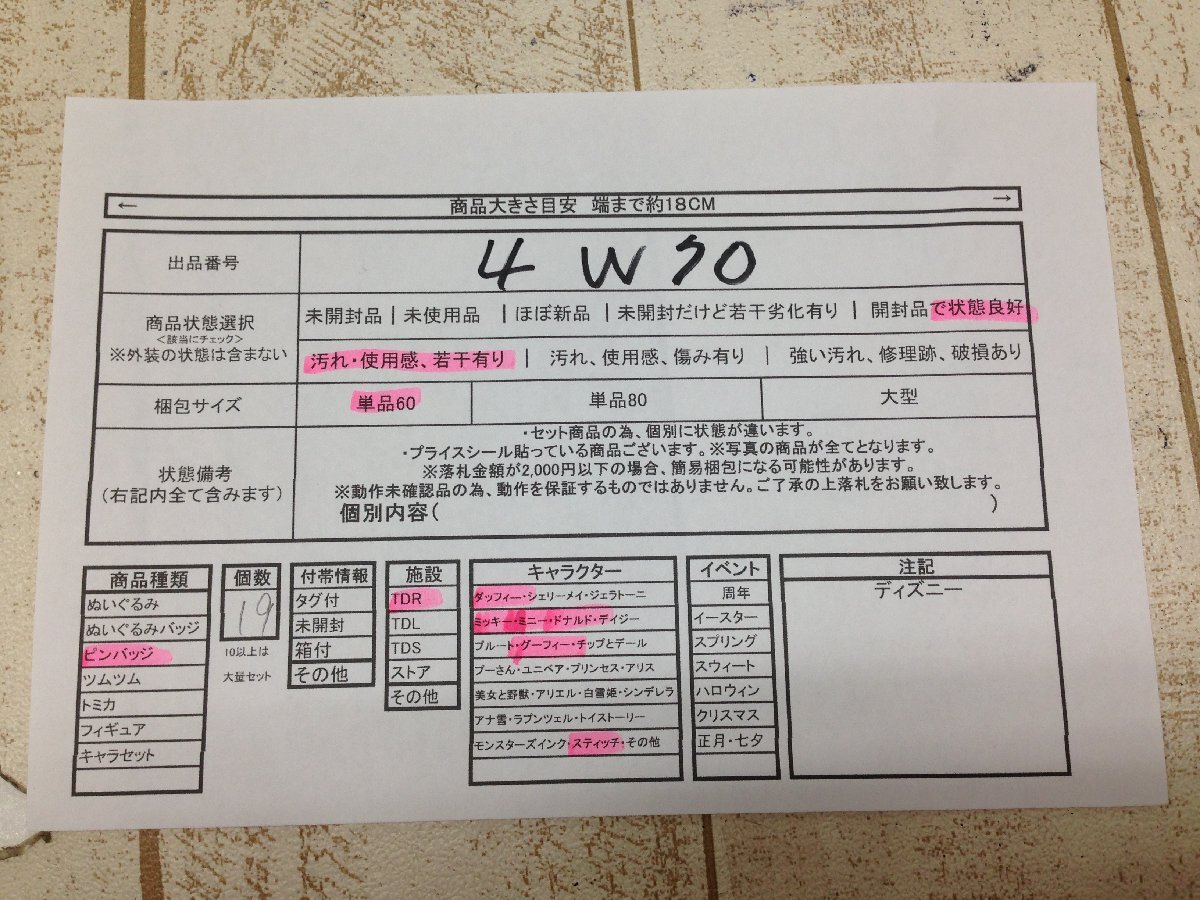 ← 商品大きさ目安 端まで約18CM →
出品番号 4W70
商品状態選択
<該当にチェック>
※外装の状態は含まない
未開封品 | 未使用品 | ほぼ新品 | 未開封だけど若干劣化有り | 開封品で状態良好
汚れ・使用感、若干有り | 汚れ、使用感、傷み有り | 強い汚れ、修理跡、破損あり
梱包サイズ 単品60 単品80 大型
状態備考
(右記内全て含みます)
・セット商品の為、個別に状態が違います。
・プライスシール貼っている商品ございます。※写真の商品が全てとなります。
※落札金額が2,000円以下の場合、簡易梱包になる可能性があります。
※動作未確認品の為、動作を保証するものではありません。ご了承の上落札をお願い致します。
個別内容( )
商品種類
ぬいぐるみ
ぬいぐるみバッジ
ピンバッジ
ツムツム
トミカ
フィギュア
キャラセット
個数
19
10以上は
大量セット
付帯情報
タグ付
未開封
箱付
その他
施設
TDR
TDL
TDS
ストア
その他
キャラクター
ダッフィー・シェリーメイ・ジェラトーニ
ミッキー・ミニー・ドナルド・デイジー
プルート・グーフィー・チップとデール
プーさん・ユニベア・プリンセス・アリス
美女と野獣・アリエル・白雪姫・シンデレラ
アナ雪・ラプンツェル・トイストーリー
モンスターズインク・スティッチ・その他
イベント
周年
イースター
スプリング
スウィート
ハロウィン
クリスマス
正月・七夕
注記
ディズニー